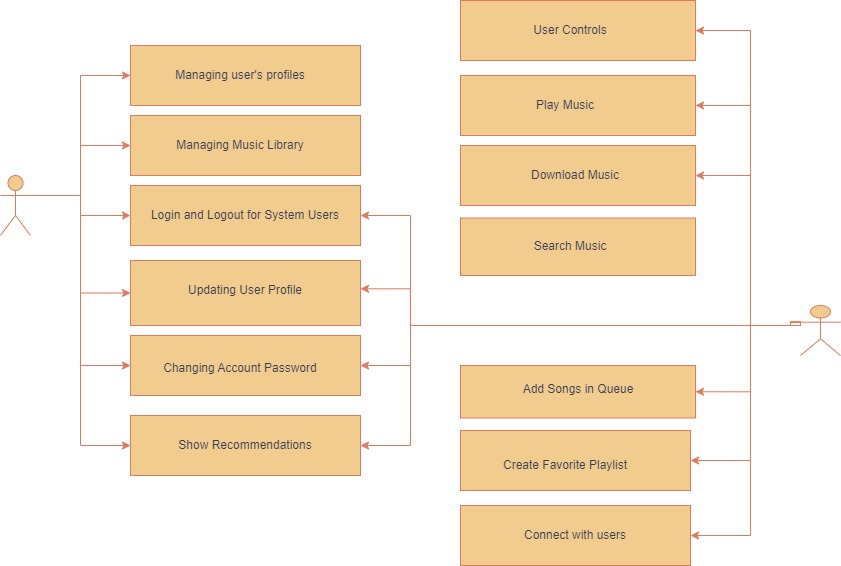 Managing user's profiles
Managing Music Library
Login and Logout for System Users
Updating User Profile
Changing Account Password
Show Recommendations
User Controls
Play Music
Download Music
Search Music
Add Songs in Queue
Create Favorite Playlist
Connect with users